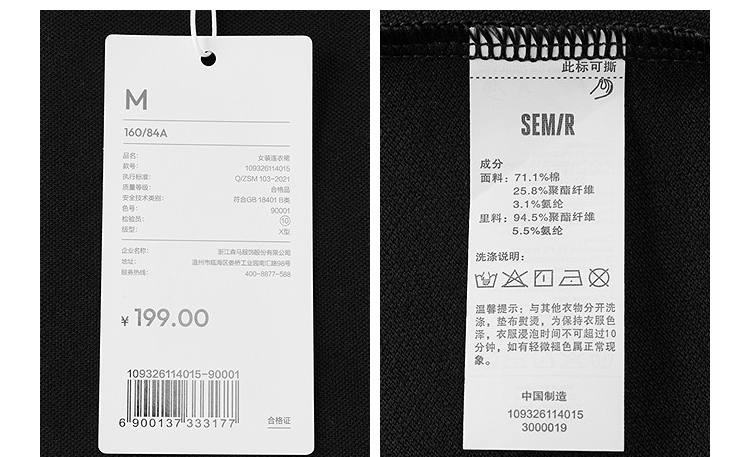 M
160/84A
品名: 女装连衣裙
款号: 109326114015
执行标准: Q/ZSM 103-2021
质量等级: 合格品
安全技术类别: 符合GB 18401 B类
色号: 90001
检验员: 10
版型: X型
企业名称: 浙江森马服饰股份有限公司
地址: 温州市瓯海区娄桥工业园南汇路98号
服务热线: 400-8877-588
¥ 199.00
109326114015-90001
6 900137 333177
合格证
此标可撕
SEM/R
成分
面料: 71.1%棉
25.8%聚酯纤维
3.1%氨纶
里料: 94.5%聚酯纤维
5.5%氨纶
洗涤说明:
温馨提示: 与其他衣物分开洗
涤, 垫布熨烫, 为保持衣服色
泽, 衣服浸泡时间不可超过10
分钟, 如有轻微褪色属正常现
象。
中国制造
109326114015
3000019